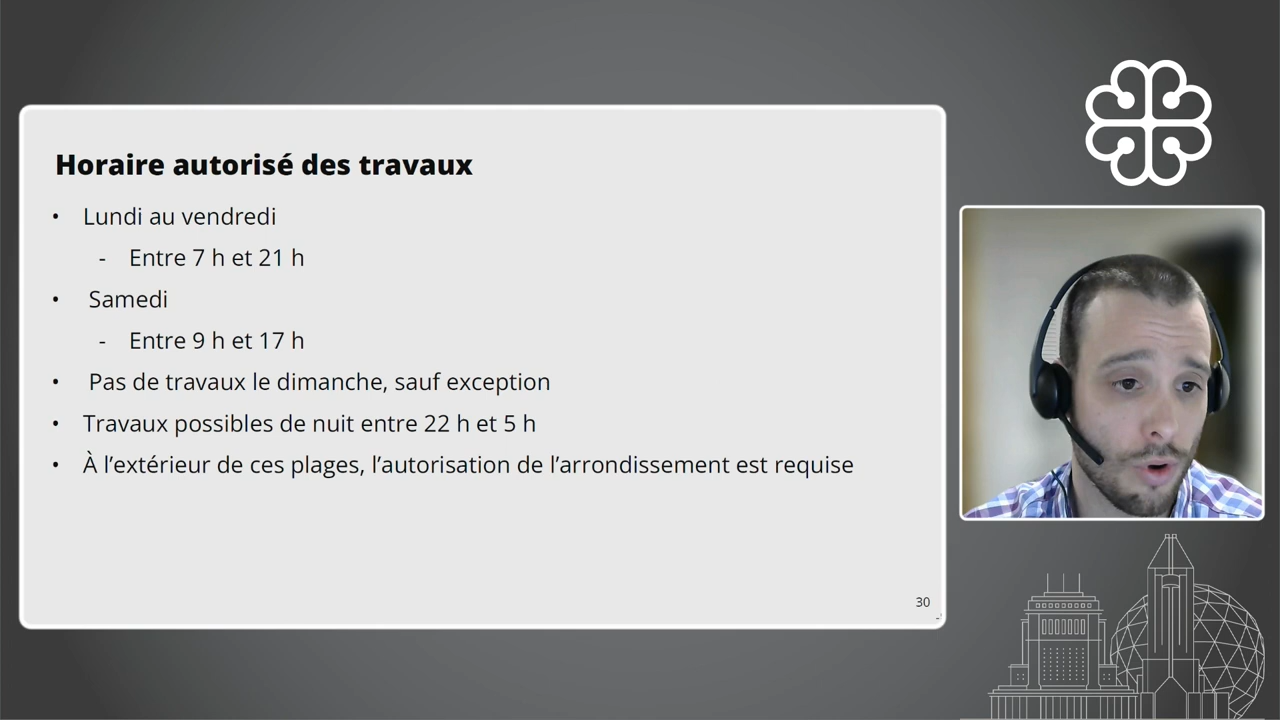 Horaire autorisé des travaux
• Lundi au vendredi
- Entre 7 h et 21 h
• Samedi
- Entre 9 h et 17 h
• Pas de travaux le dimanche, sauf exception
• Travaux possibles de nuit entre 22 h et 5 h
• À l’extérieur de ces plages, l’autorisation de l’arrondissement est requise
30